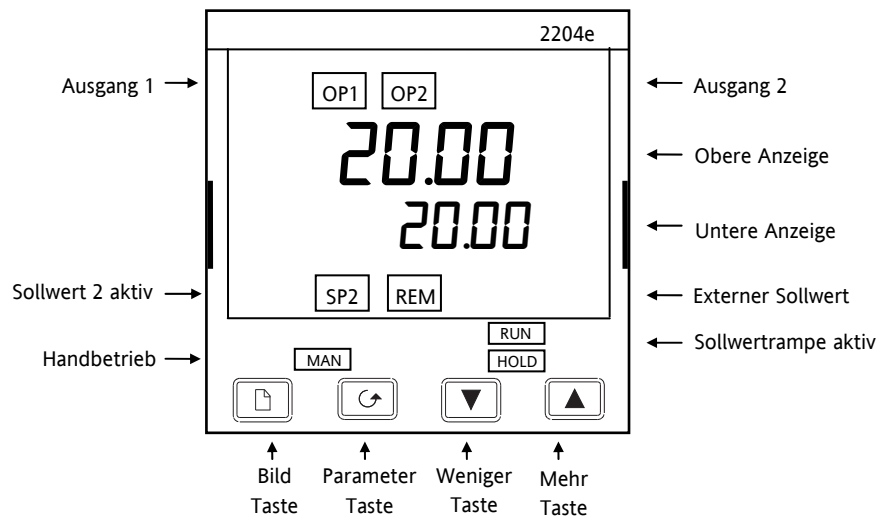 2204e
Ausgang 1
OP1 OP2
Ausgang 2
20.00
Obere Anzeige
20.00
Untere Anzeige
Sollwert 2 aktiv
SP2 REM
Externer Sollwert
RUN
Sollwertrampe aktiv
Handbetrieb
MAN
HOLD
Bild
Taste
Parameter
Taste
Weniger
Taste
Mehr
Taste